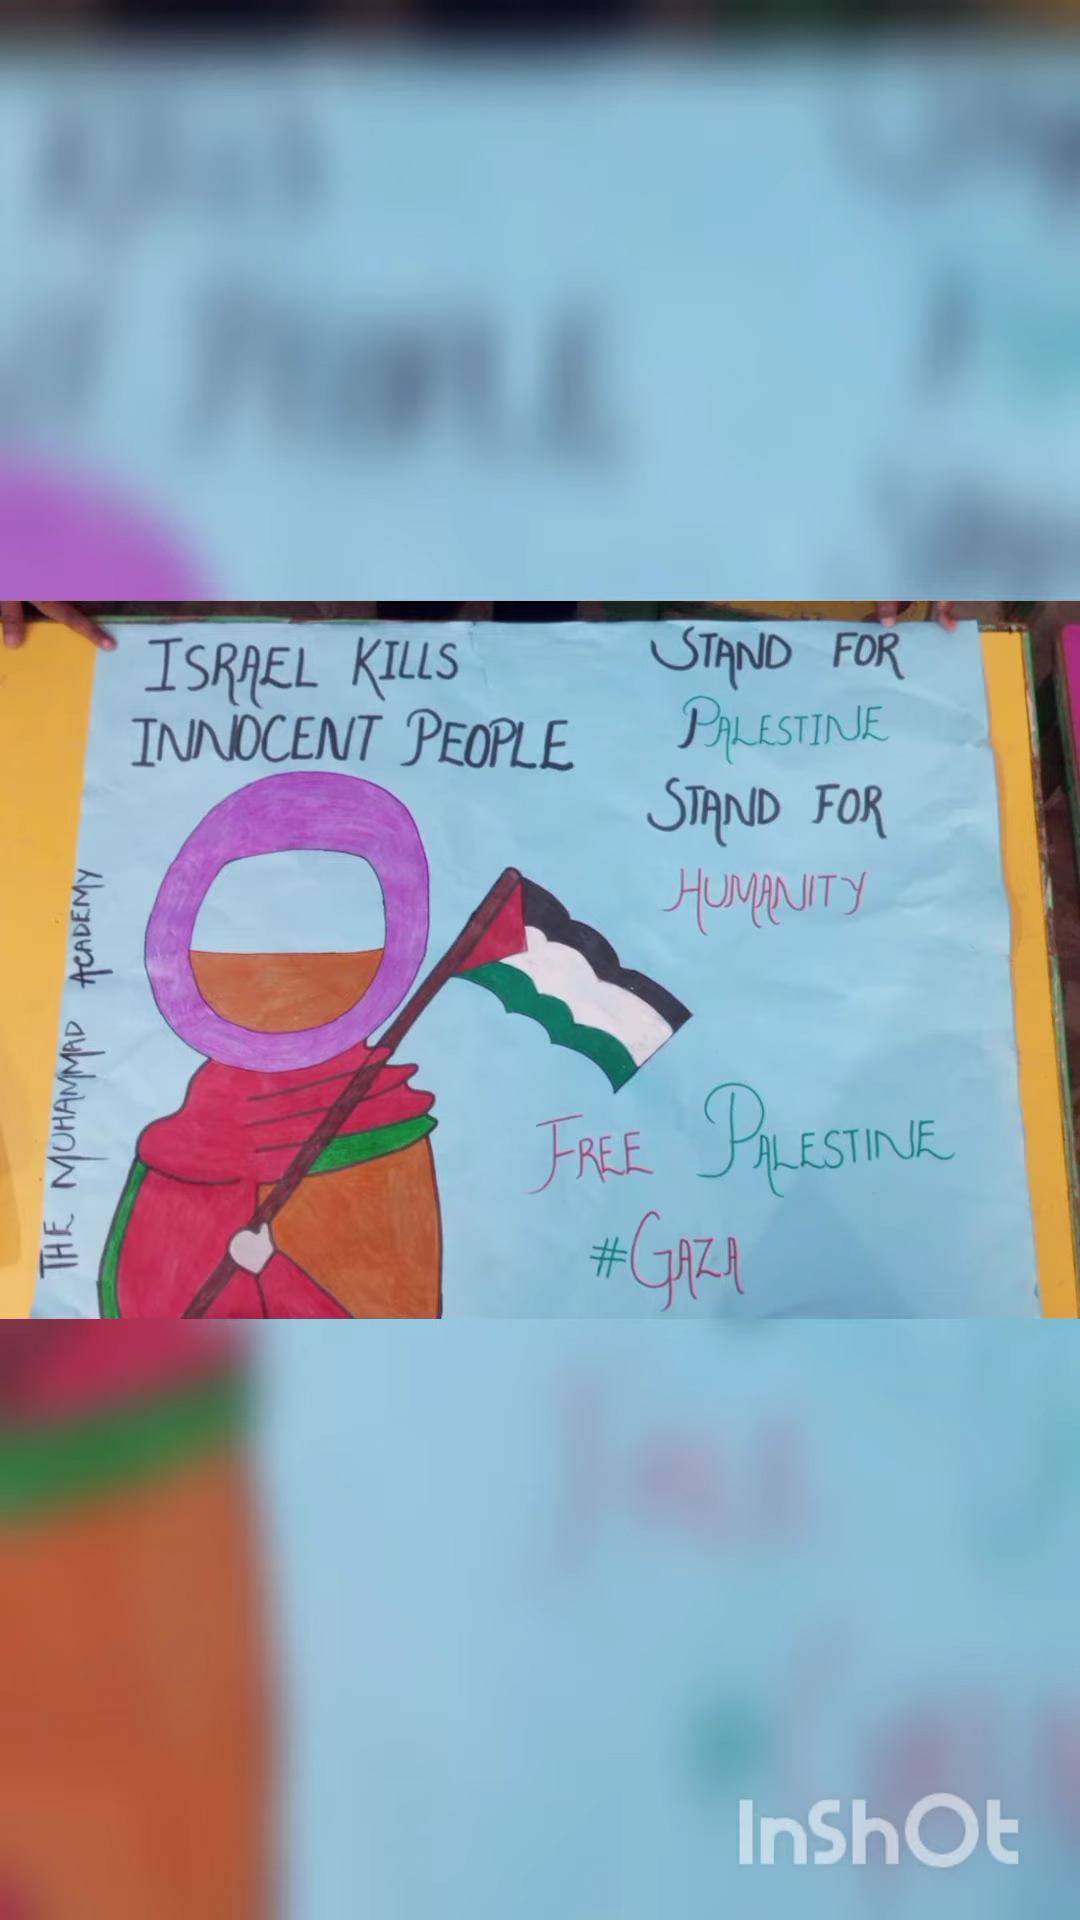 ISRAEL KILLS
INNOCENT PEOPLE
STAND FOR
PALESTINE
STAND FOR
HUMANITY
THE MUHAMMAD ACADEMY
FREE PALESTINE
#GAZA
InShOt